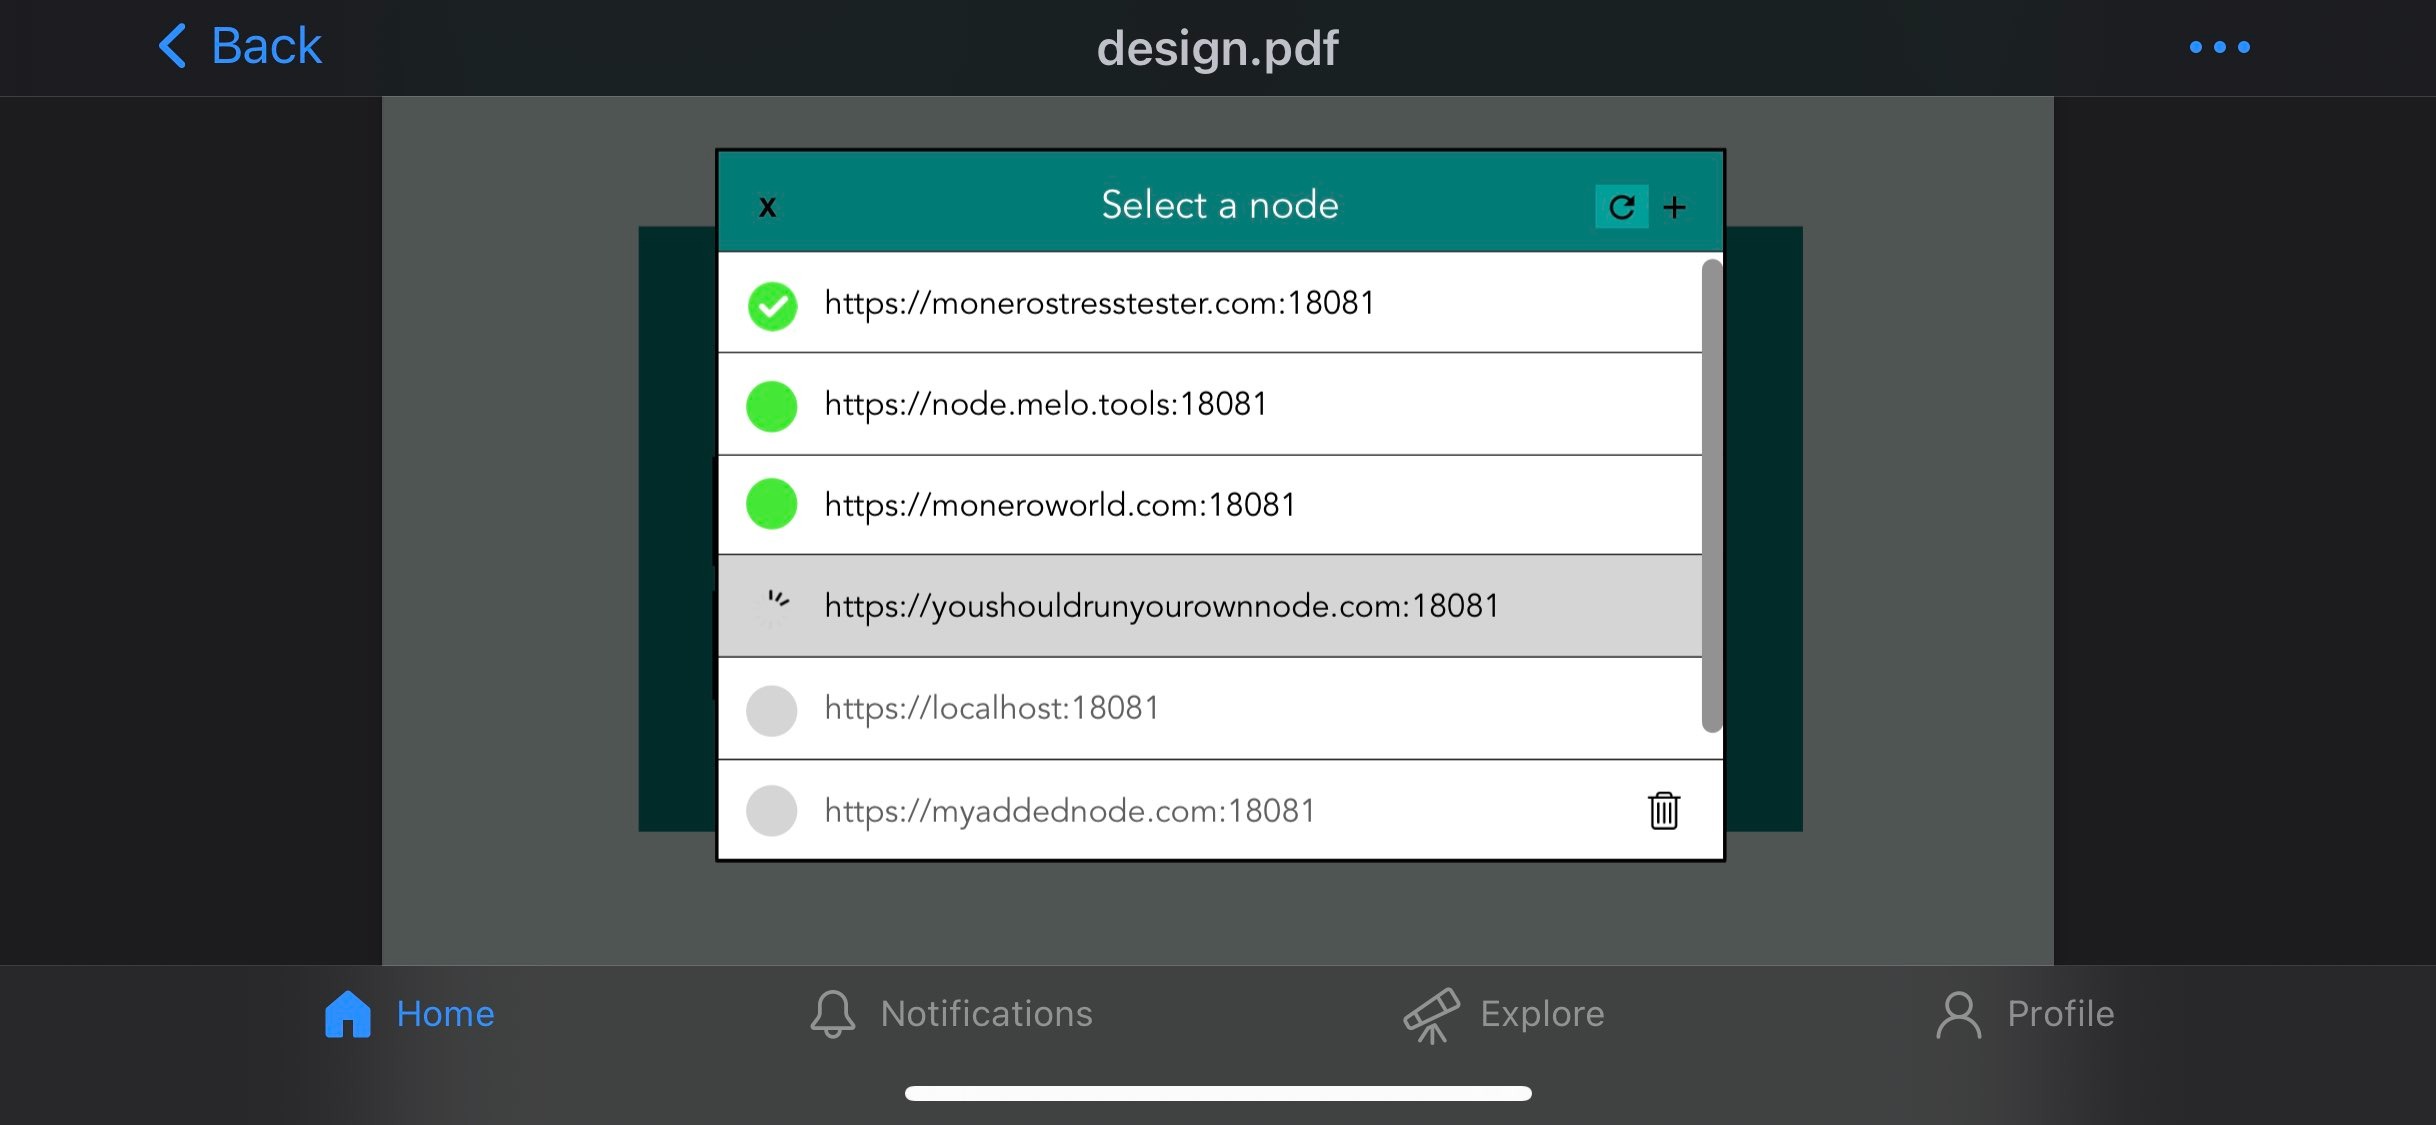 Back
design.pdf
x
Select a node
+
https://monerostresstester.com:18081
https://node.melo.tools:18081
https://moneroworld.com:18081
https://youshouldrunyourownnode.com:18081
https://localhost:18081
https://myaddednode.com:18081
Home
Notifications
Explore
Profile